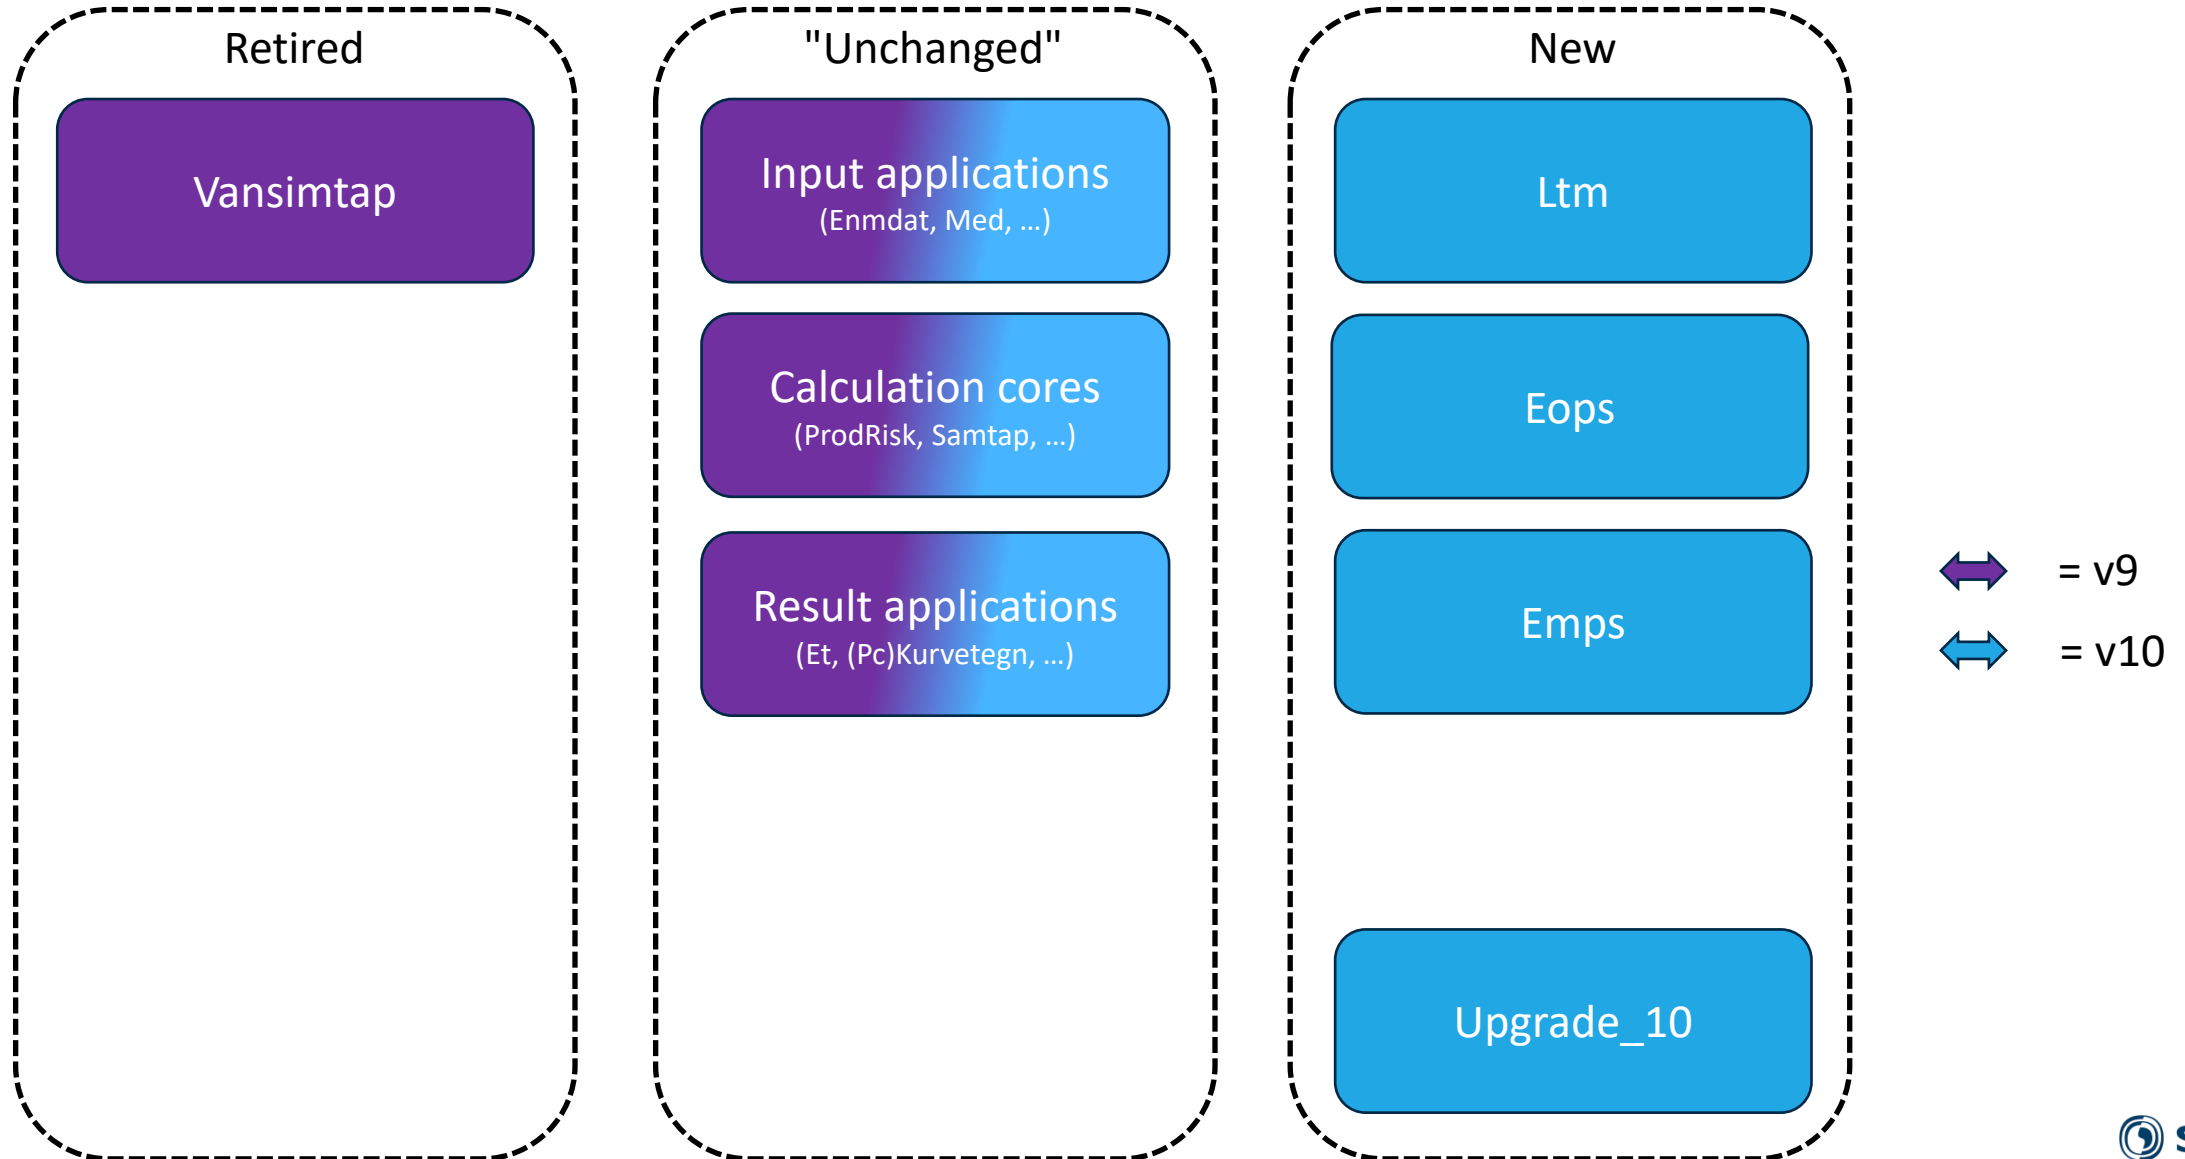 Retired
Vansimtap
"Unchanged"
Input applications
(Enmdat, Med, ...)
Calculation cores
(ProdRisk, Samtap, ...)
Result applications
(Et, (Pc)Kurvetegn, ...)
New
Ltm
Eops
Emps
Upgrade_10
= v9
= v10